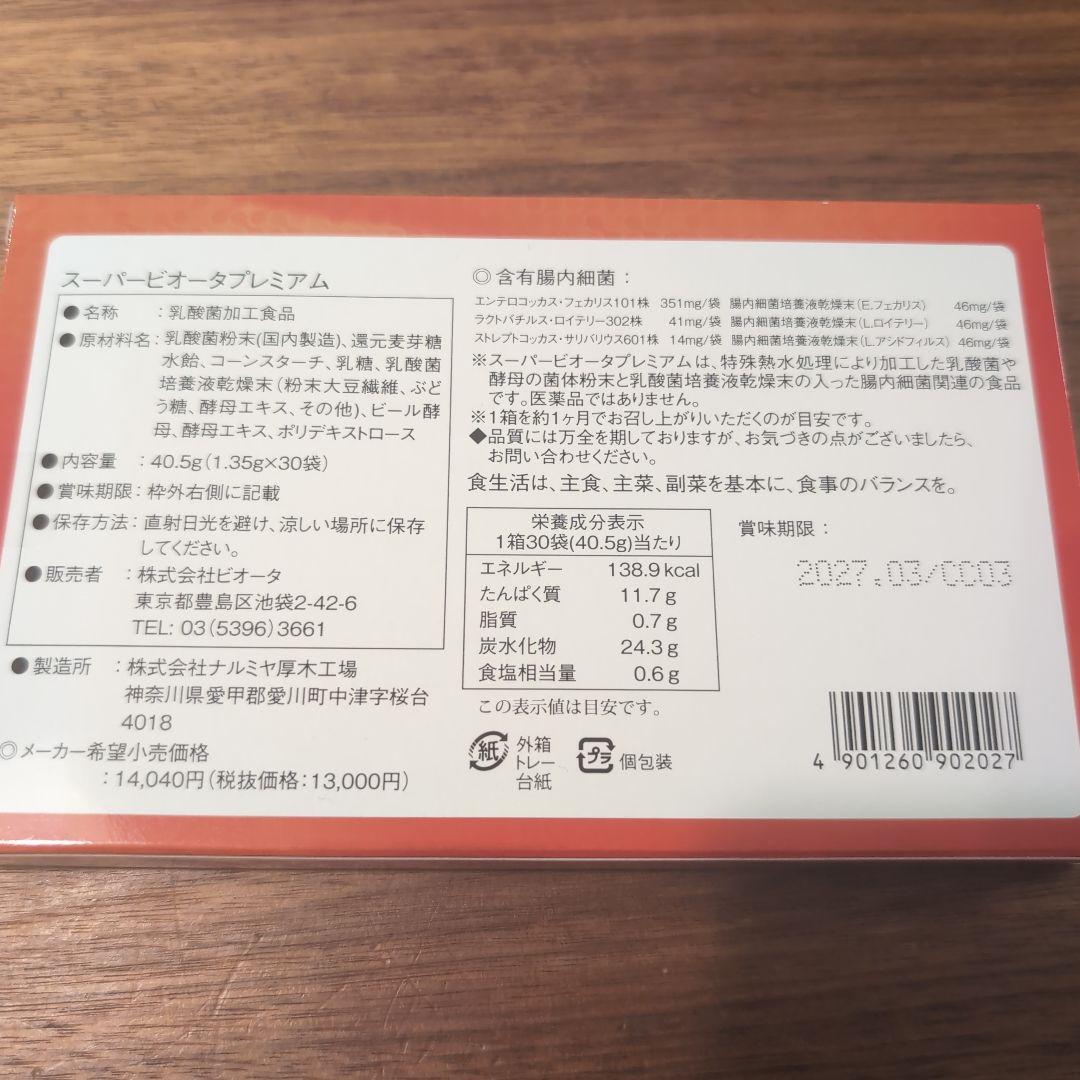 スーパービオータプレミアム
●名称　：乳酸菌加工食品
●原材料名：乳酸菌粉末(国内製造)、還元麦芽糖
水飴、コーンスターチ、乳糖、乳酸菌
培養液乾燥末（粉末大豆繊維、ぶど
う糖、酵母エキス、その他)、ビール酵
母、酵母エキス、ポリデキストロース
●内容量　：40.5g（1.35g×30袋）
●賞味期限：枠外右側に記載
●保存方法：直射日光を避け、涼しい場所に保存
してください。
●販売者　：株式会社ビオータ
東京都豊島区池袋2-42-6
TEL: 03（5396）3661
●製造所　：株式会社ナルミヤ厚木工場
神奈川県愛甲郡愛川町中津字桜台
4018
◎メーカー希望小売価格
：14,040円（税抜価格：13,000円）
◎含有腸内細菌：
エンテロコッカス・フェカリス101株　351mg/袋　腸内細菌培養液乾燥末（E.フェカリス）　46mg/袋
ラクトバチルス・ロイテリー302株　41mg/袋　腸内細菌培養液乾燥末（L.ロイテリー）　46mg/袋
ストレプトコッカス・サリバリウス601株　14mg/袋　腸内細菌培養液乾燥末（L.アシドフィルス）　46mg/袋
※スーパービオータプレミアムは、特殊熱水処理により加工した乳酸菌や
酵母の菌体粉末と乳酸菌培養液乾燥末の入った腸内細菌関連の食品
です。医薬品ではありません。
※1箱を約1ヶ月でお召し上がりいただくのが目安です。
◆品質には万全を期しておりますが、お気づきの点がございましたら、
お問い合わせください。
食生活は、主食、主菜、副菜を基本に、食事のバランスを。
栄養成分表示
1箱30袋(40.5g)当たり
エネルギー　138.9kcal
たんぱく質　11.7g
脂質　0.7g
炭水化物　24.3g
食塩相当量　0.6g
この表示値は目安です。
賞味期限：
2027.03/CC03
紙
外箱
トレー
台紙
プラ
個包装
4 901260 902027